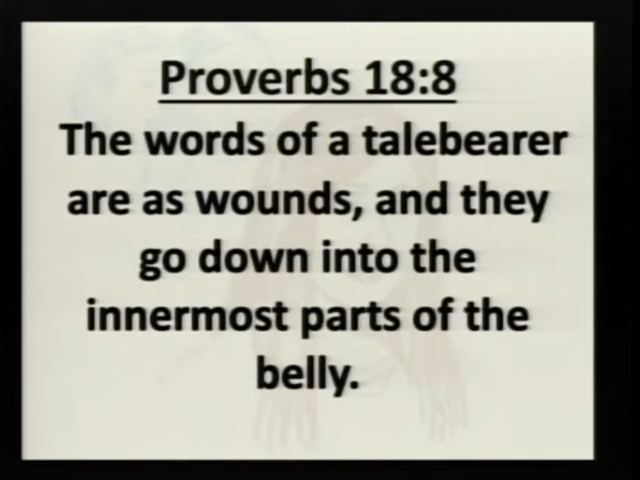 Proverbs 18:8
The words of a talebearer
are as wounds, and they
go down into the
innermost parts of the
belly.